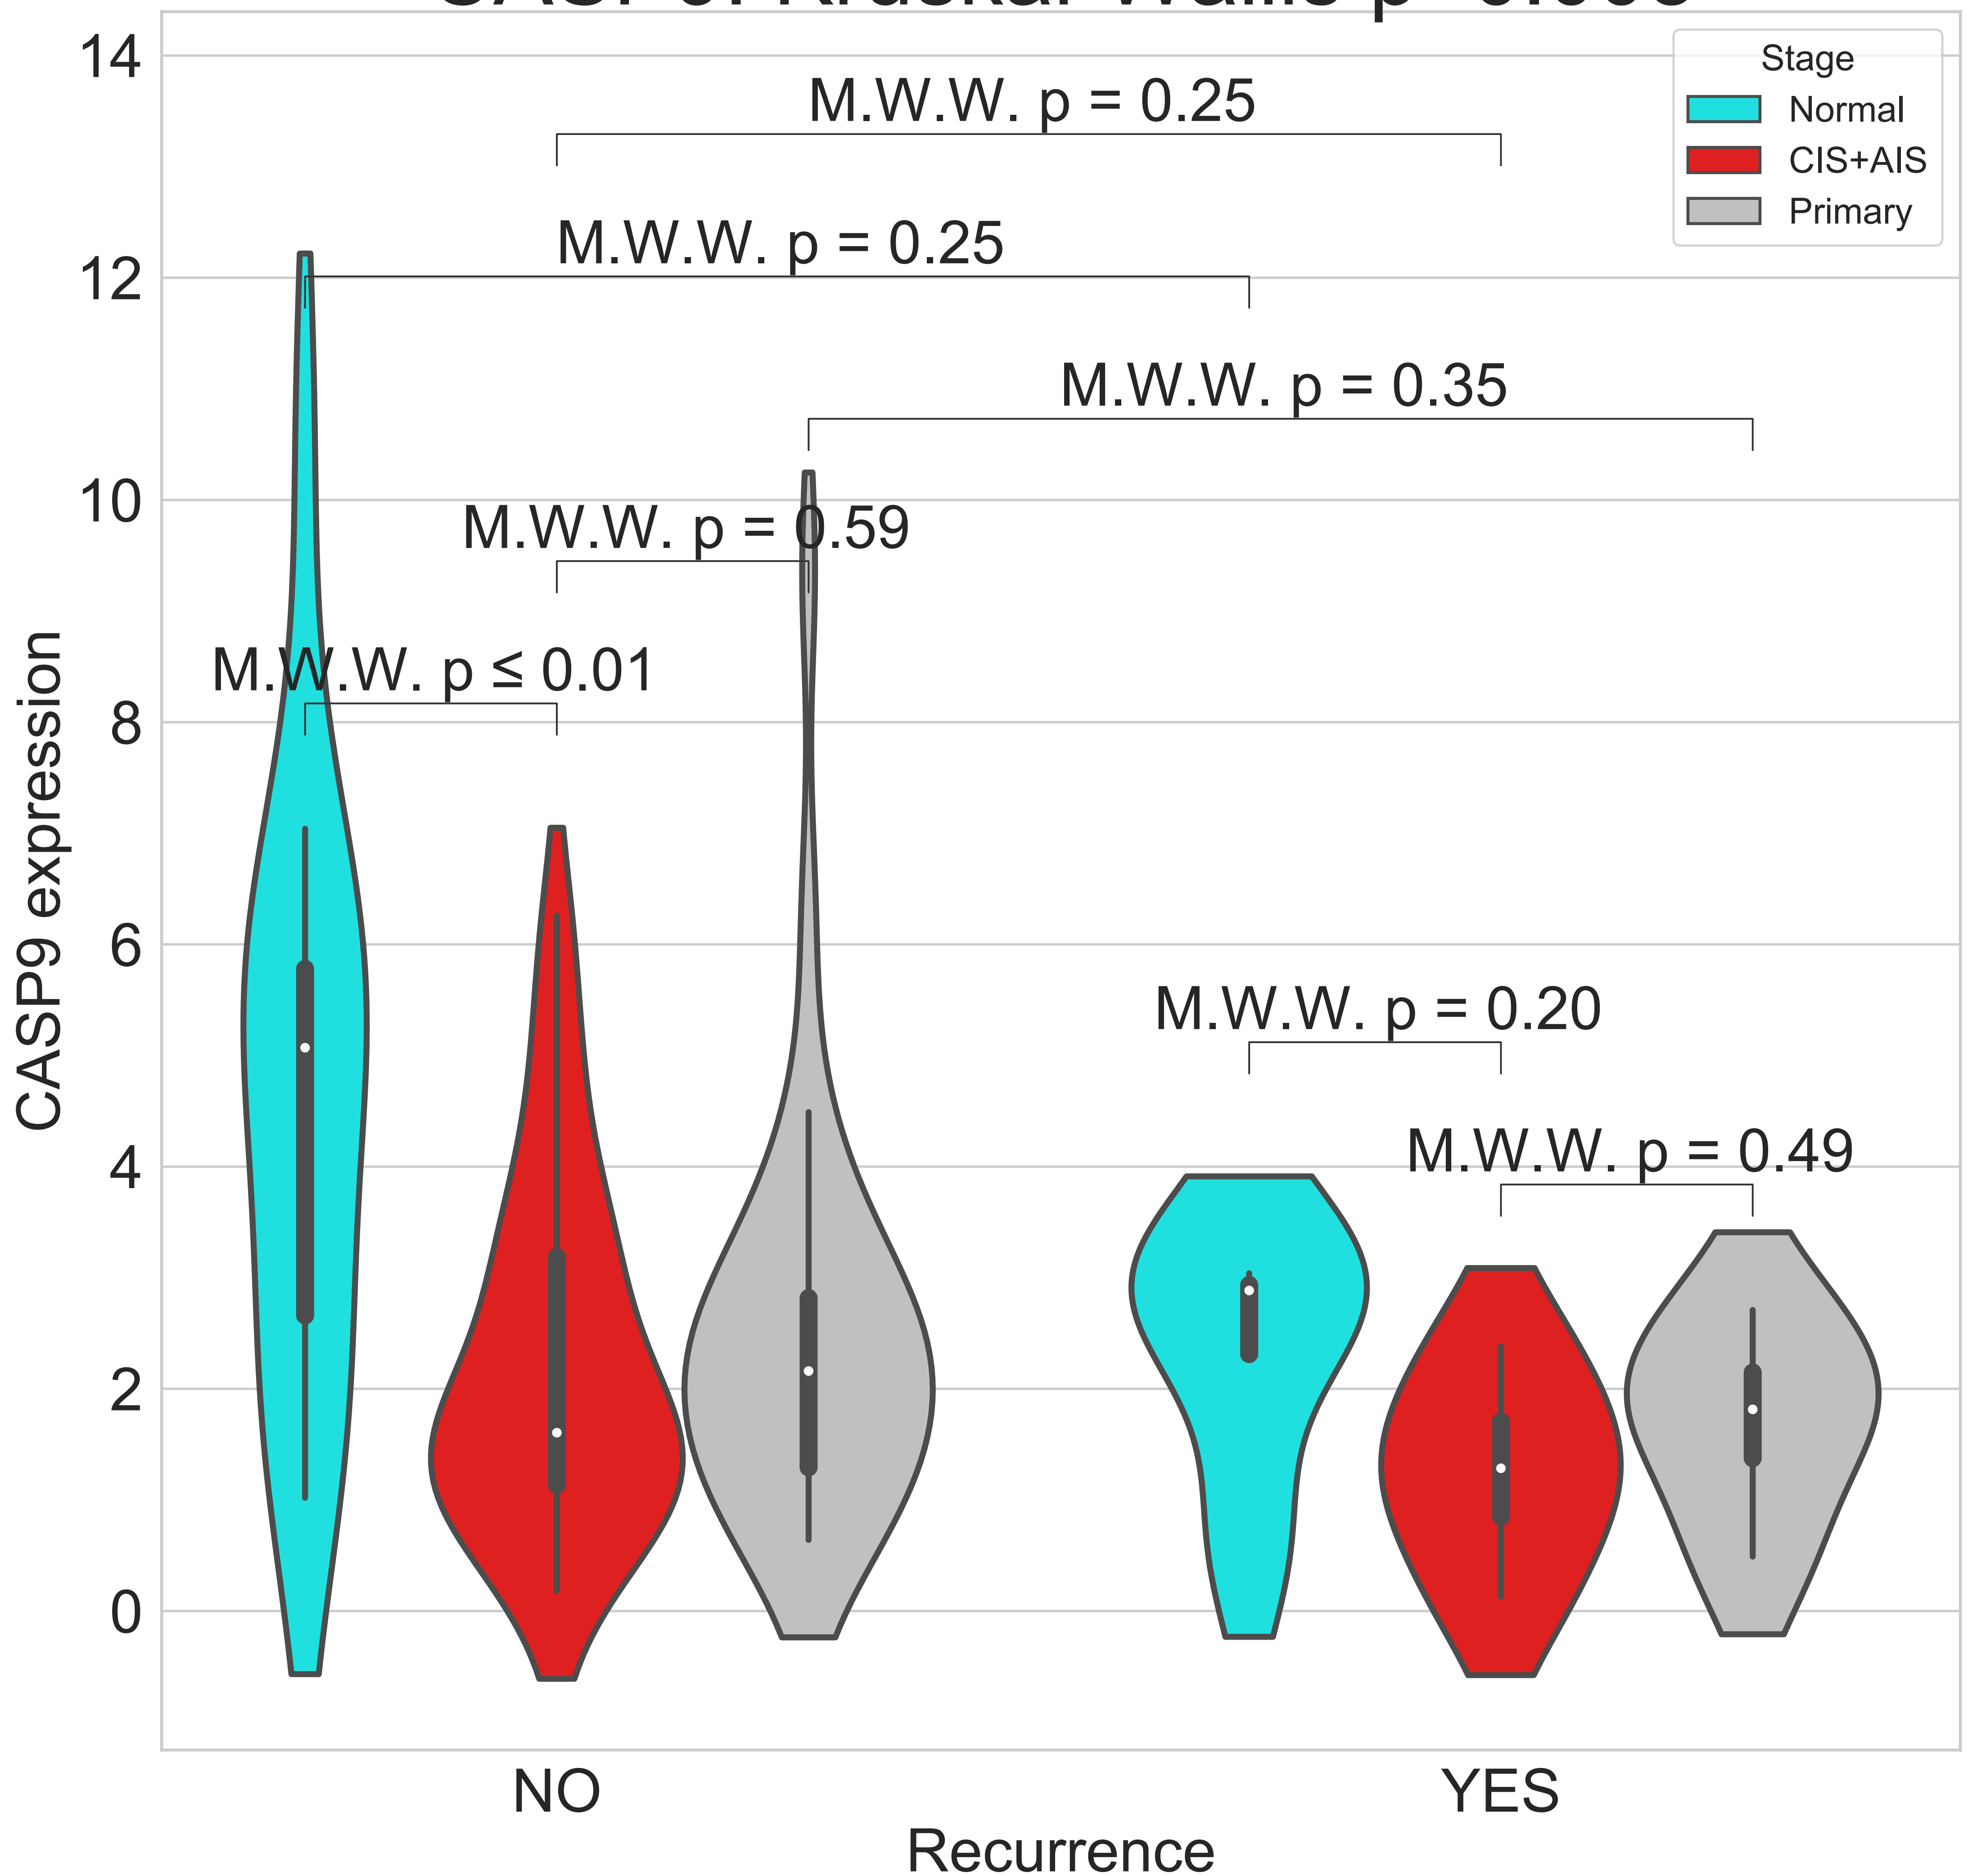 14
12
10
8
6
4
2
0
CASP9 expression
Stage
Normal
CIS+AIS
Primary
M.W.W. p = 0.25
M.W.W. p = 0.25
M.W.W. p = 0.35
M.W.W. p = 0.59
M.W.W. p ≤ 0.01
M.W.W. p = 0.20
M.W.W. p = 0.49
NO
YES
Recurrence